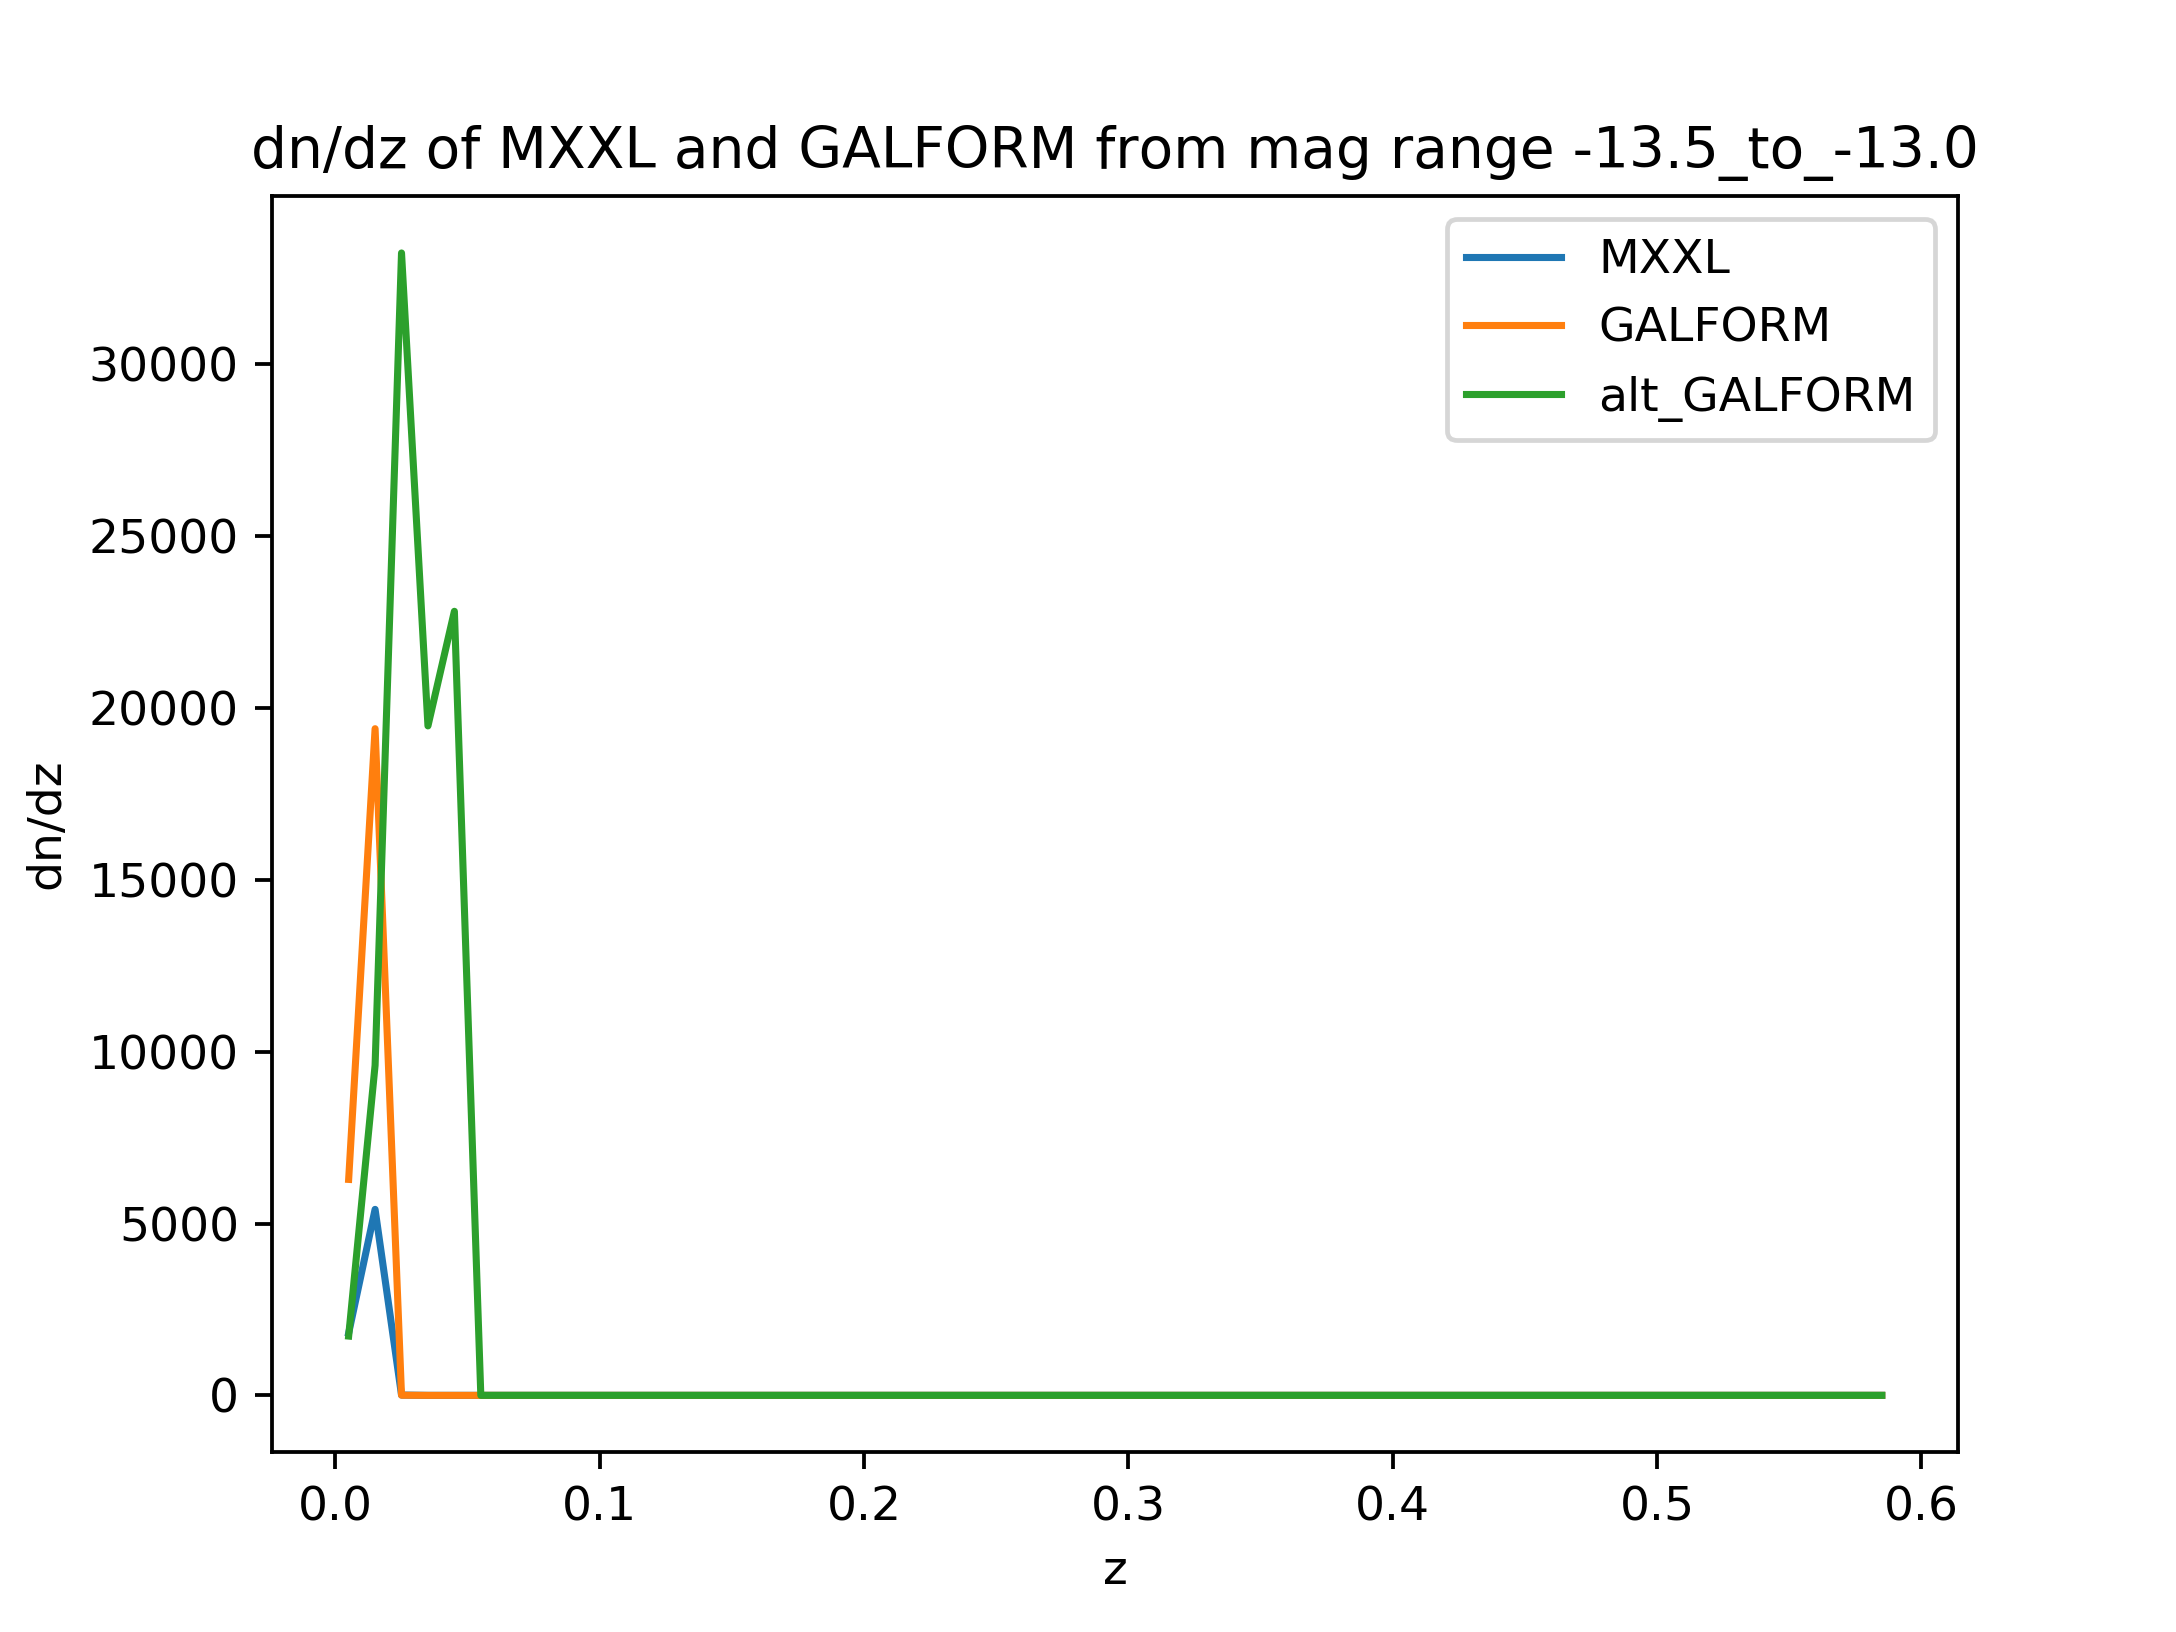 dn/dz of MXXL and GALFORM from mag range -13.5_to_-13.0
MXXL
GALFORM
alt_GALFORM
30000
25000
20000
15000
10000
5000
0
dn/dz
0.0 0.1 0.2 0.3 0.4 0.5 0.6
z